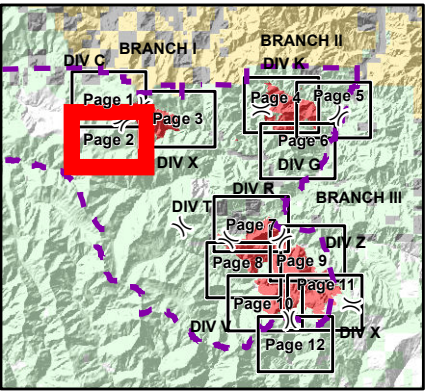 BRANCH I
BRANCH II
DIV C
DIV K
Page 1
Page 4
Page 5
Page 3
Page 2
Page 6
DIV X
DIV G
DIV R
BRANCH III
DIV T
Page 7
DIV Z
Page 8
Page 9
Page 11
Page 10
DIV V
DIV X
Page 12